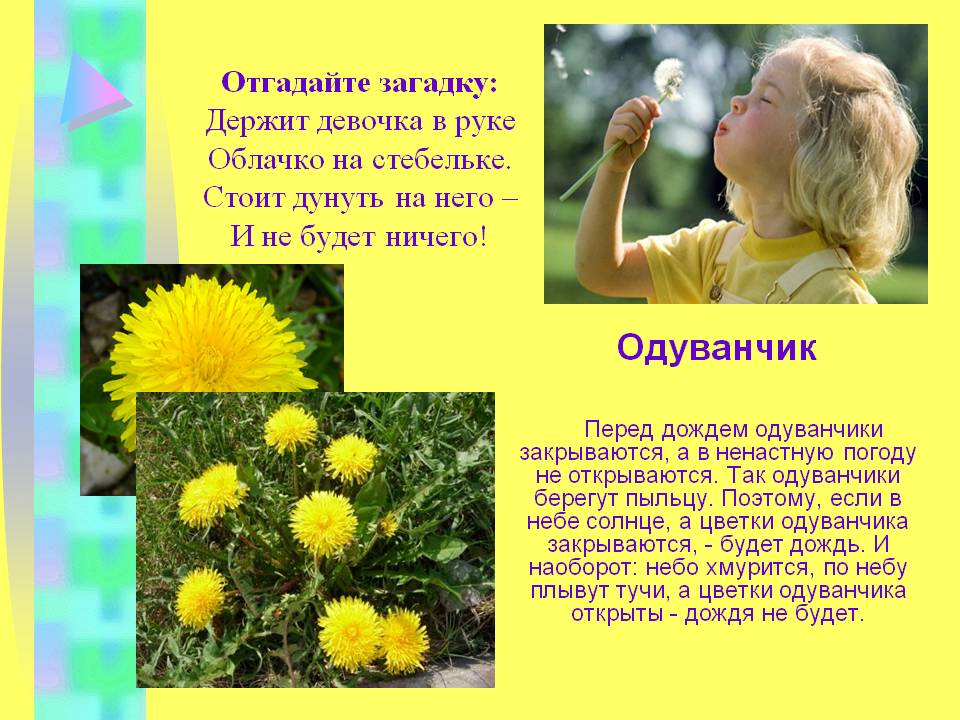 Отгадайте загадку:
Держит девочка в руке
Облачко на стебельке.
Стоит дунуть на него –
И не будет ничего!
Одуванчик
Перед дождем одуванчики
закрываются, а в ненастную погоду
не открываются. Так одуванчики
берегут пыльцу. Поэтому, если в
небе солнце, а цветки одуванчика
закрываются, - будет дождь. И
наоборот: небо хмурится, по небу
плывут тучи, а цветки одуванчика
открыты - дождя не будет.